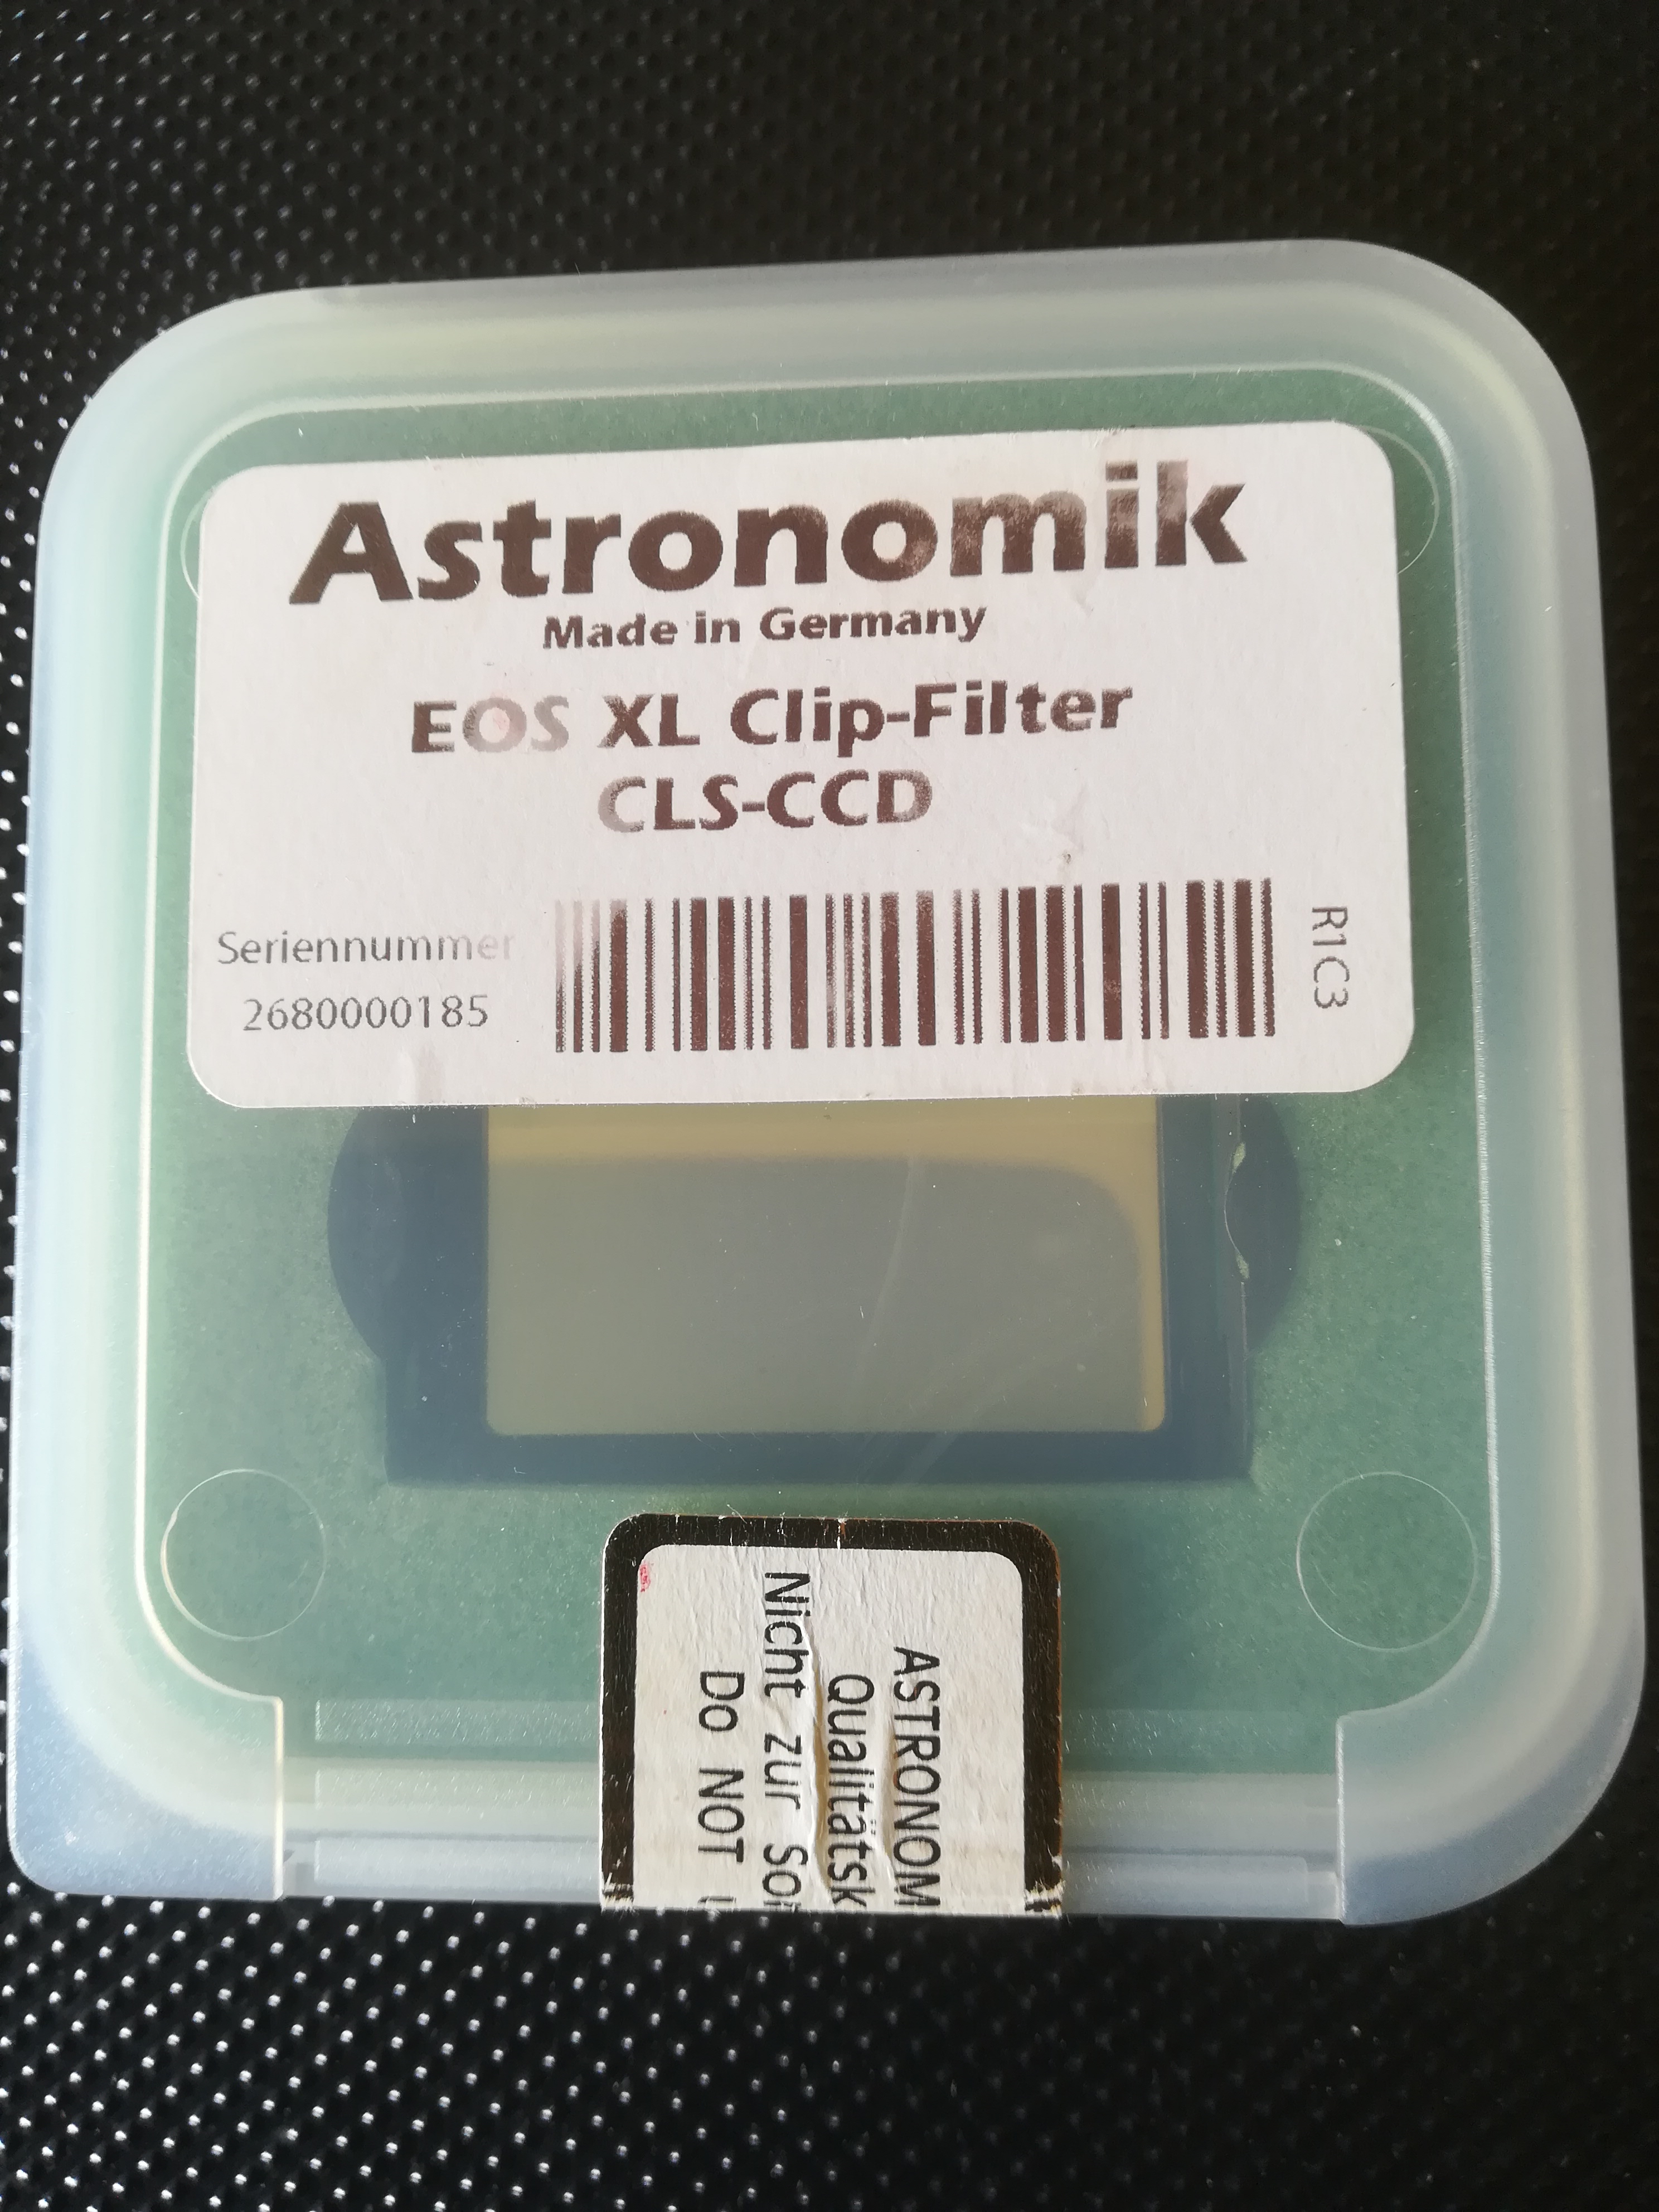 Astronomik
Made in Germany
EOS XL Clip-Filter
CLS-CCD
Seriennummer
2680000185
R1C3
ASTRONOM
Qualitätsk
Nicht zur So
Do NOT